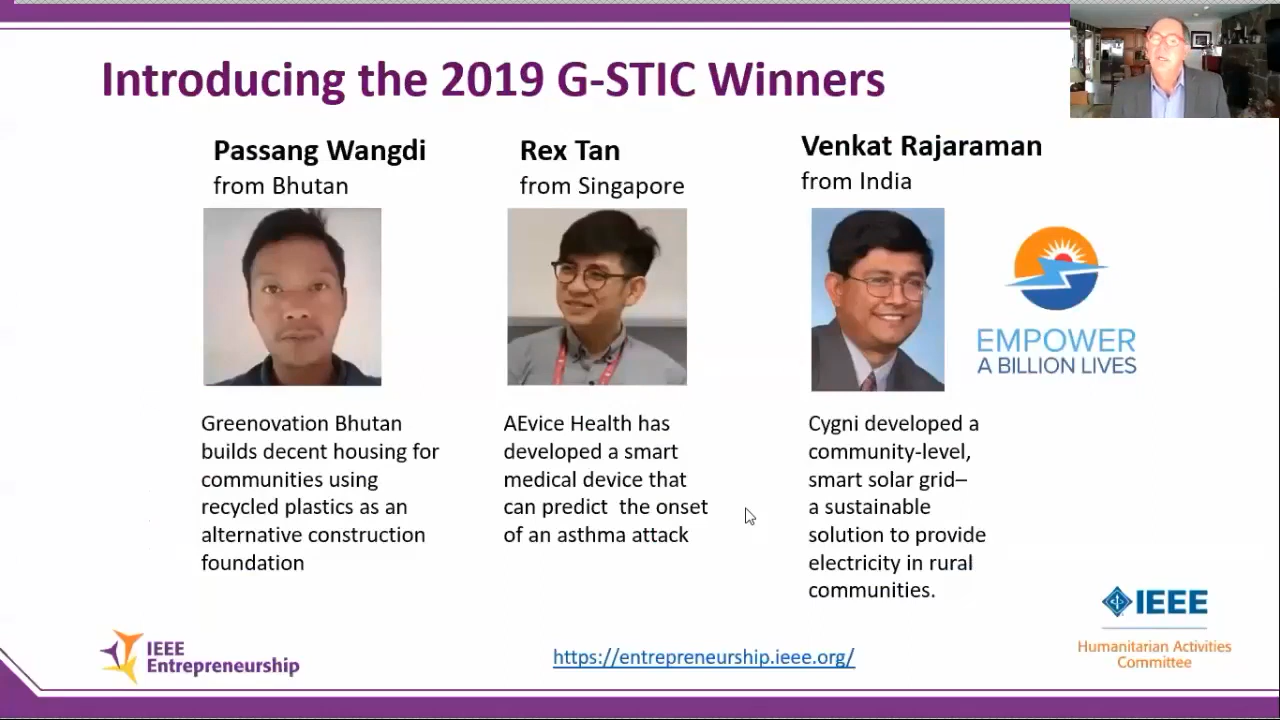 Introducing the 2019 G-STIC Winners
Passang Wangdi
from Bhutan
Rex Tan
from Singapore
Venkat Rajaraman
from India
EMPOWER
A BILLION LIVES
Greenovation Bhutan
builds decent housing for
communities using
recycled plastics as an
alternative construction
foundation
AEvice Health has
developed a smart
medical device that
can predict  the onset
of an asthma attack
Cygni developed a
community-level,
smart solar grid–
a sustainable
solution to provide
electricity in rural
communities.
IEEE
Entrepreneurship
https://entrepreneurship.ieee.org/
IEEE
Humanitarian Activities
Committee